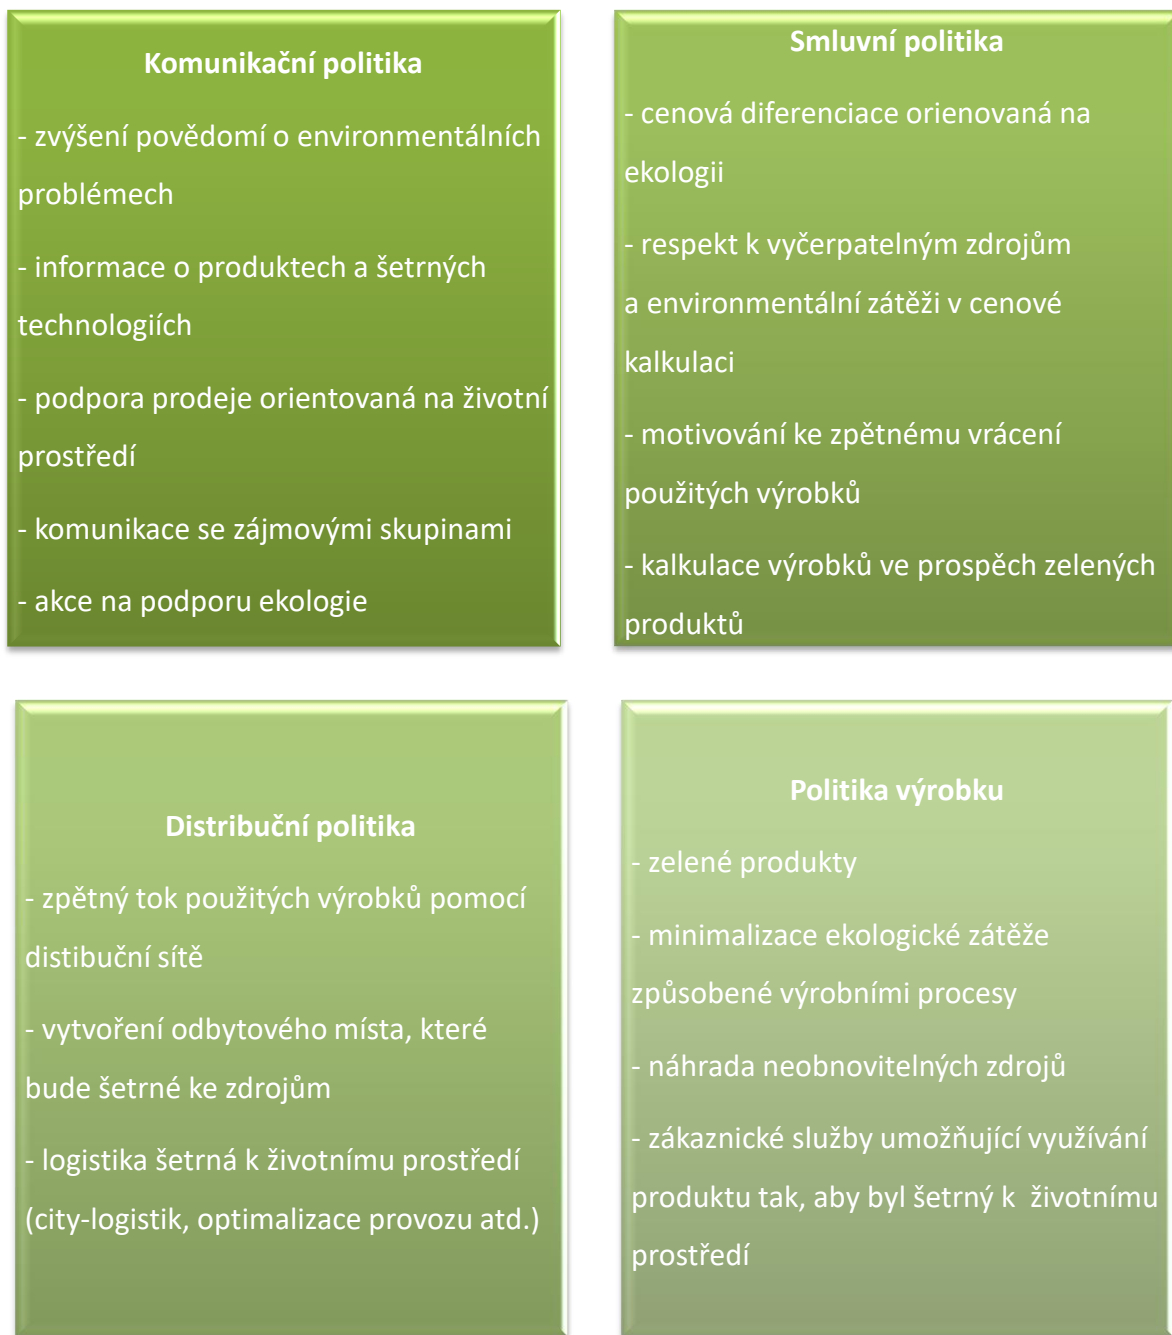 Komunikační politika
- zvýšení povědomí o environmentálních
problémech
- informace o produktech a šetrných
technologiích
- podpora prodeje orientovaná na životní
prostředí
- komunikace se zájmovými skupinami
- akce na podporu ekologie
Smluvní politika
- cenová diferenciace orienovaná na
ekologii
- respekt k vyčerpatelným zdrojům
a environmentální zátěži v cenové
kalkulaci
- motivování ke zpětnému vrácení
použitých výrobků
- kalkulace výrobků ve prospěch zelených
produktů
Distribuční politika
- zpětný tok použitých výrobků pomocí
distibuční sítě
- vytvoření odbytového místa, které
bude šetrné ke zdrojům
- logistika šetrná k životnímu prostředí
(city-logistik, optimalizace provozu atd.)
Politika výrobku
- zelené produkty
- minimalizace ekologické zátěže
způsobené výrobními procesy
- náhrada neobnovitelných zdrojů
- zákaznické služby umožňující využívání
produktu tak, aby byl šetrný k  životnímu
prostředí